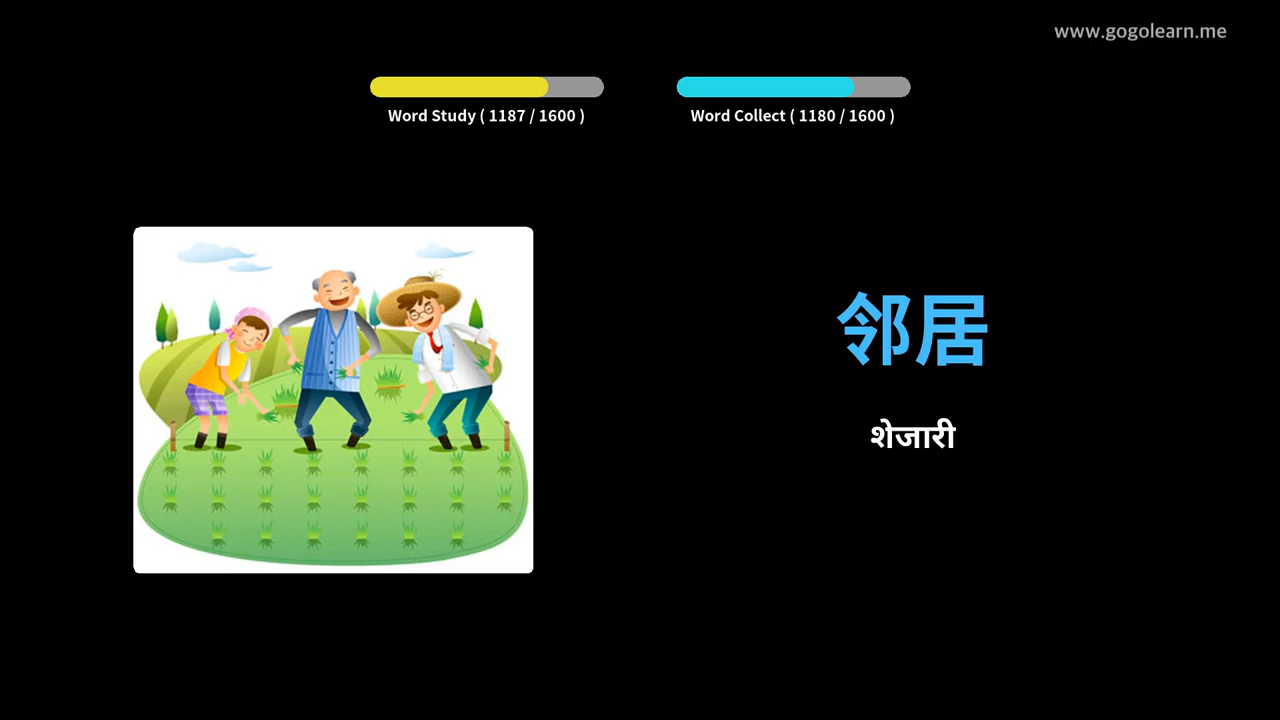 www.gogolearn.me
Word Study ( 1187 / 1600 )
Word Collect ( 1180 / 1600 )
邻居
शेजारी